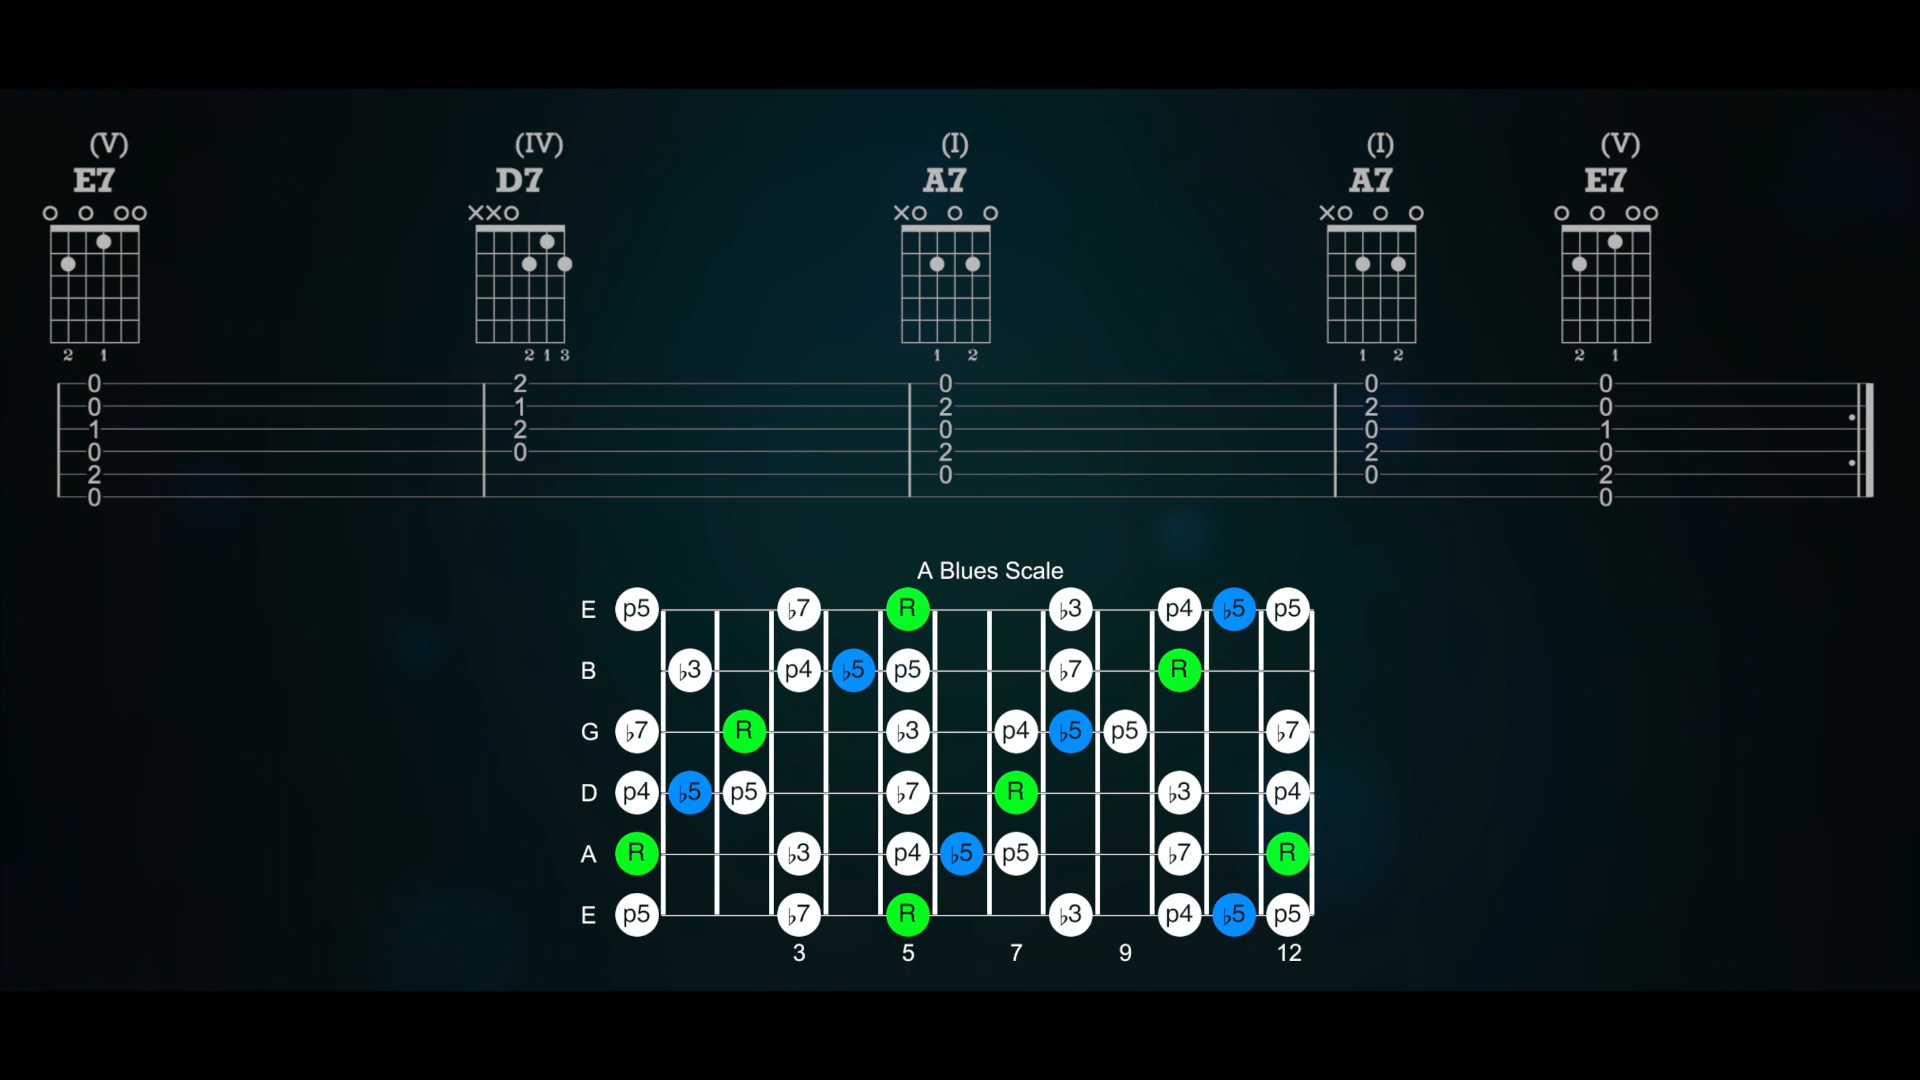 (V) (IV) (I) (I) (V)
E7 D7 A7 A7 E7
O O OO ××O ×O O O ×O O O O O OO
2 1 2 1 3 1 2 1 2 2 1
0 2 0 0 0
0 1 2 2 0
1 2 0 0 1
0 0 2 2 0
2 0 0 2
0 0
A Blues Scale
E p5 ♭7 R ♭3 p4 ♭5 p5
B ♭3 p4 ♭5 p5 ♭7 R
G ♭7 R ♭3 p4 ♭5 p5 ♭7
D p4 ♭5 p5 ♭7 R ♭3 p4
A R ♭3 p4 ♭5 p5 ♭7 R
E p5 ♭7 R ♭3 p4 ♭5 p5
3 5 7 9 12